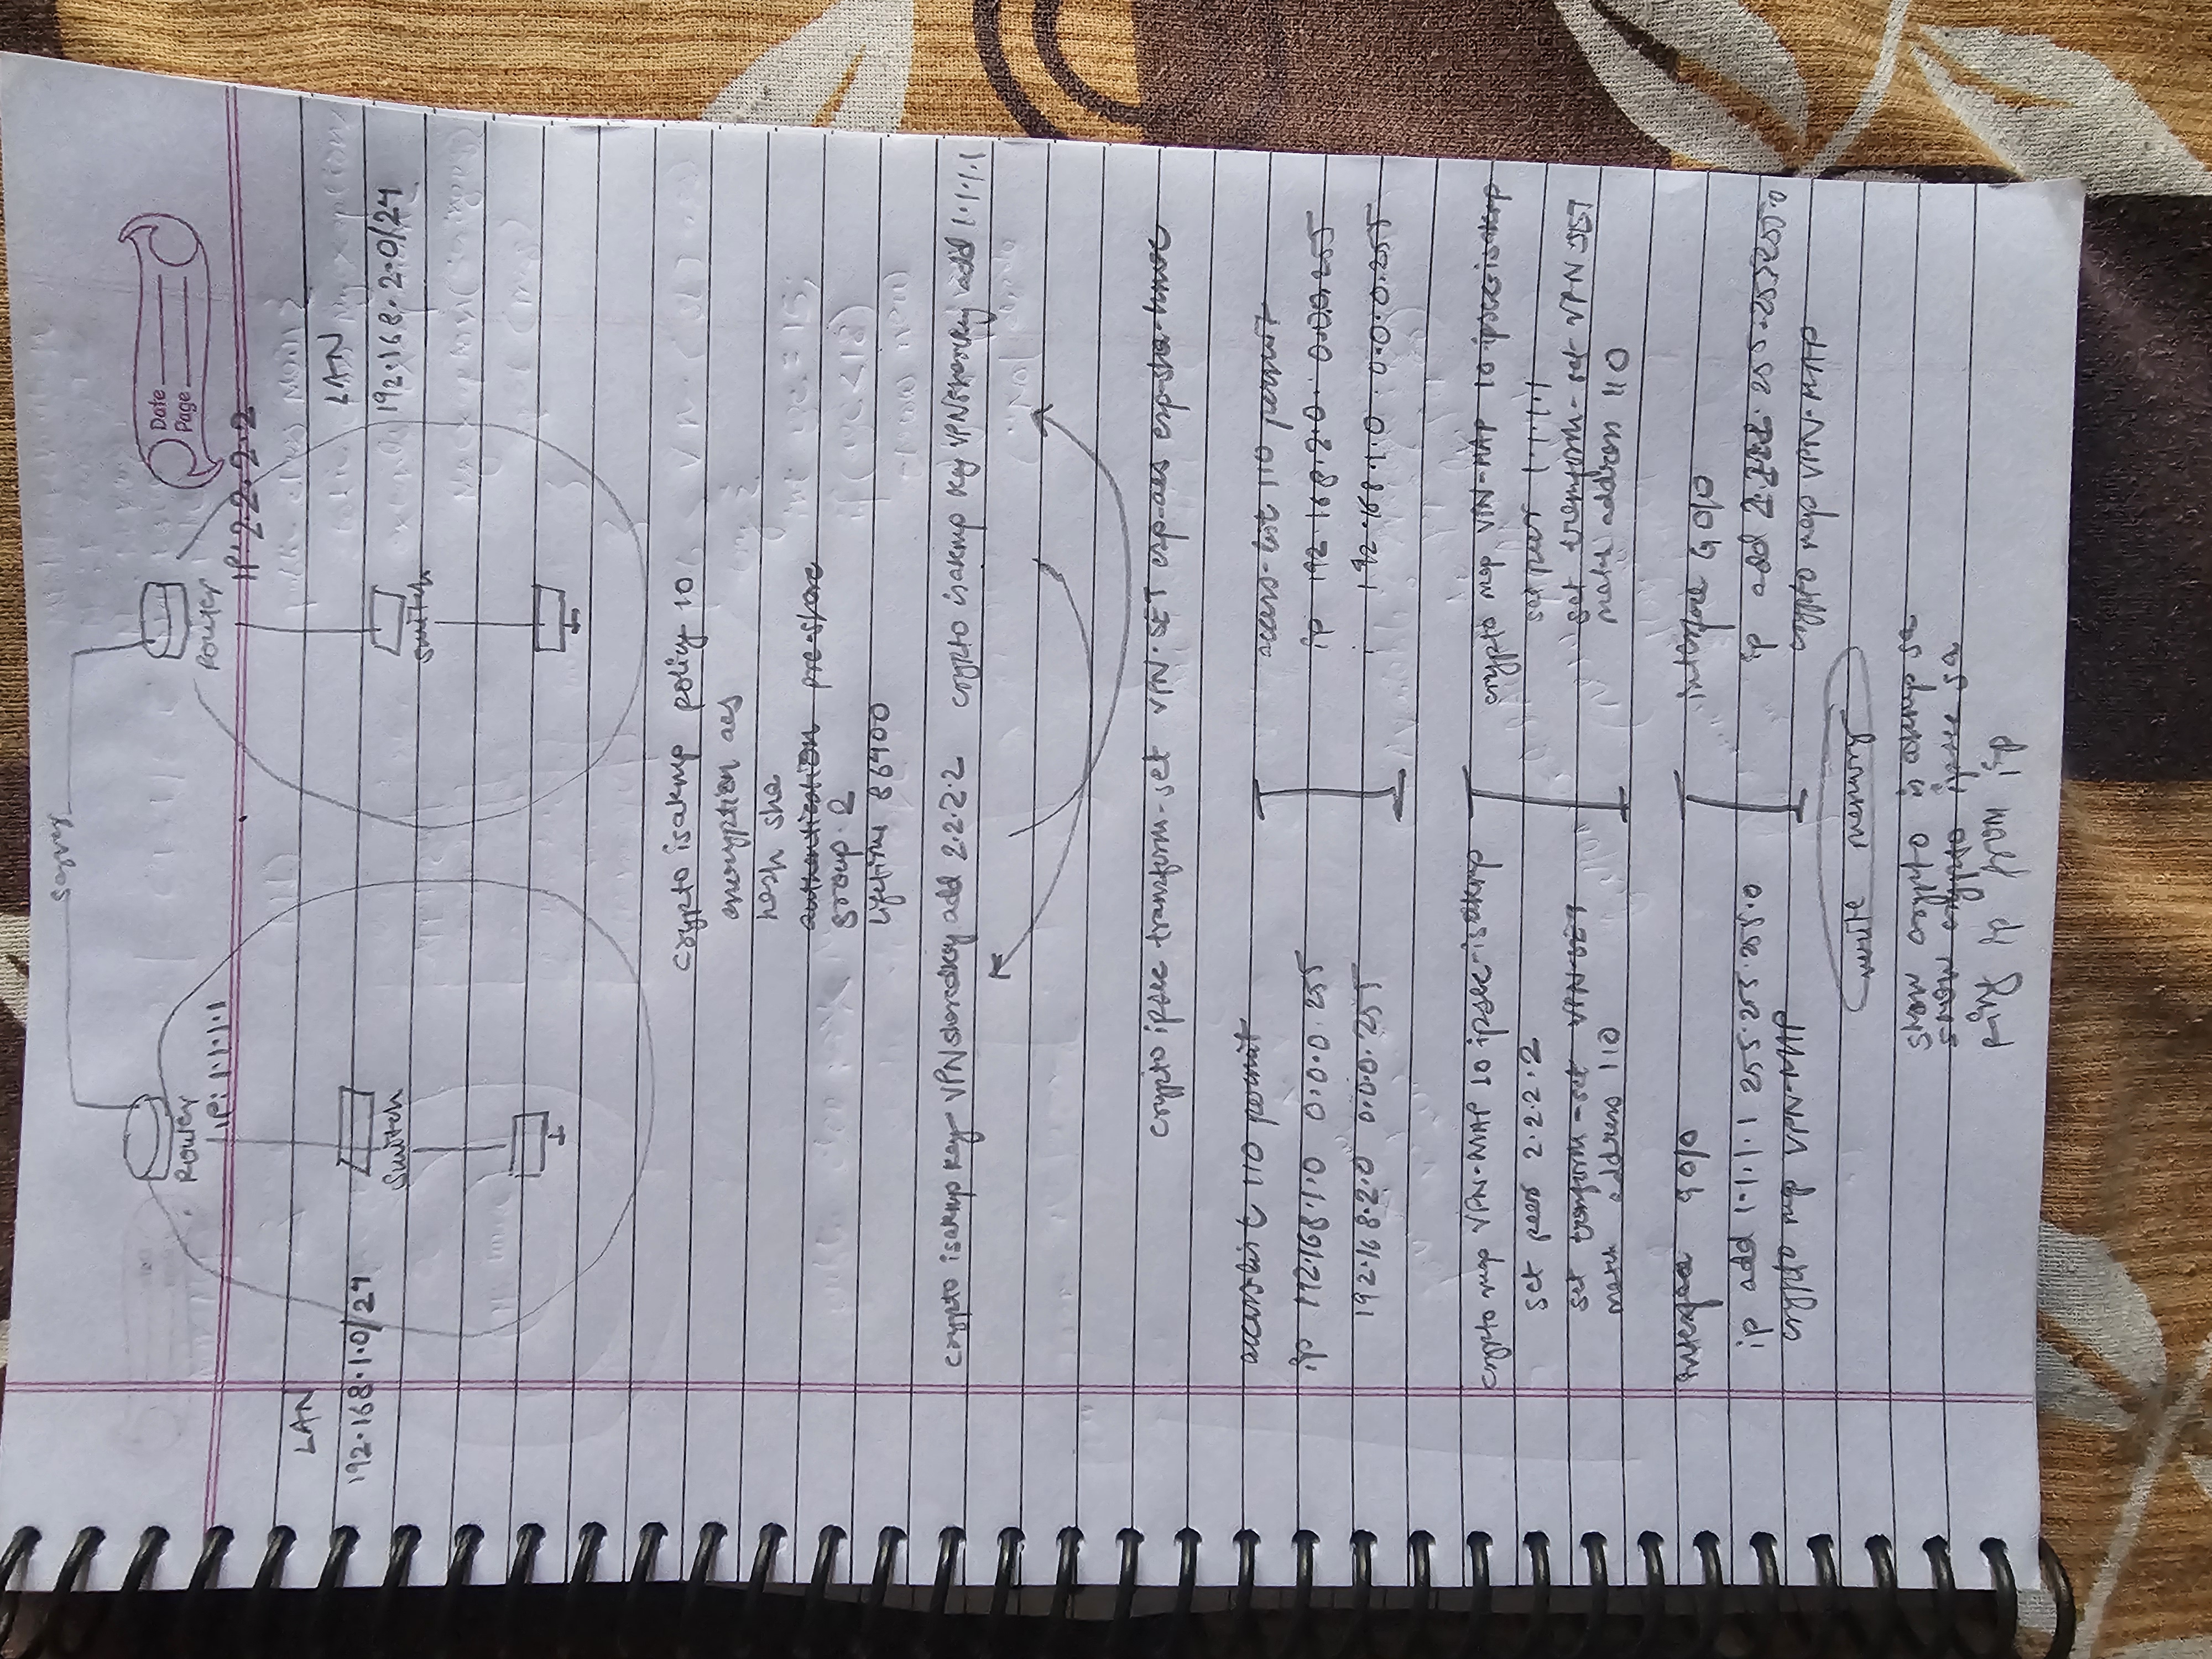 Server
Router
IP: 1.1.1.1
Router
IP: 2.2.2.2
Date
Page
LAN
192.168.1.0/24
Switch
LAN
192.168.2.0/24
switch
crypto isakmp policy 10
encryption aes
hash sha
authentication pre-share
group 2
lifetime 86400
crypto isakmp key VPNsharedkey add 2.2.2.2
crypto isakmp key add 1.1.1.1
crypto ipsec transform-set VPN-SET esp-aes esp-sha-hmac
access-list 110 permit
ip 192.168.1.0 0.0.0.255
192.168.2.0 0.0.0.255
access-list 110 permit
ip 192.168.2.0 0.0.0.255
192.168.1.0 0.0.0.255
crypto map VPN-MAP 10 ipsec-isakmp
set peer 2.2.2.2
set transform-set VPN-SET
match address 110
crypto map VPN-MAP 10 ipsec-isakmp
set peer 1.1.1.1
set transform-set VPN SET
match address 110
interface G0/0
ip add 1.1.1.1 255.255.255.0
crypto map VPN-MAP
interface G0/0
ip add 2.2.2.2 255.255.255.0
crypto map VPN-MAP
write memory
show crypto isakmp sa
show crypto ipsec sa
Ping ip from